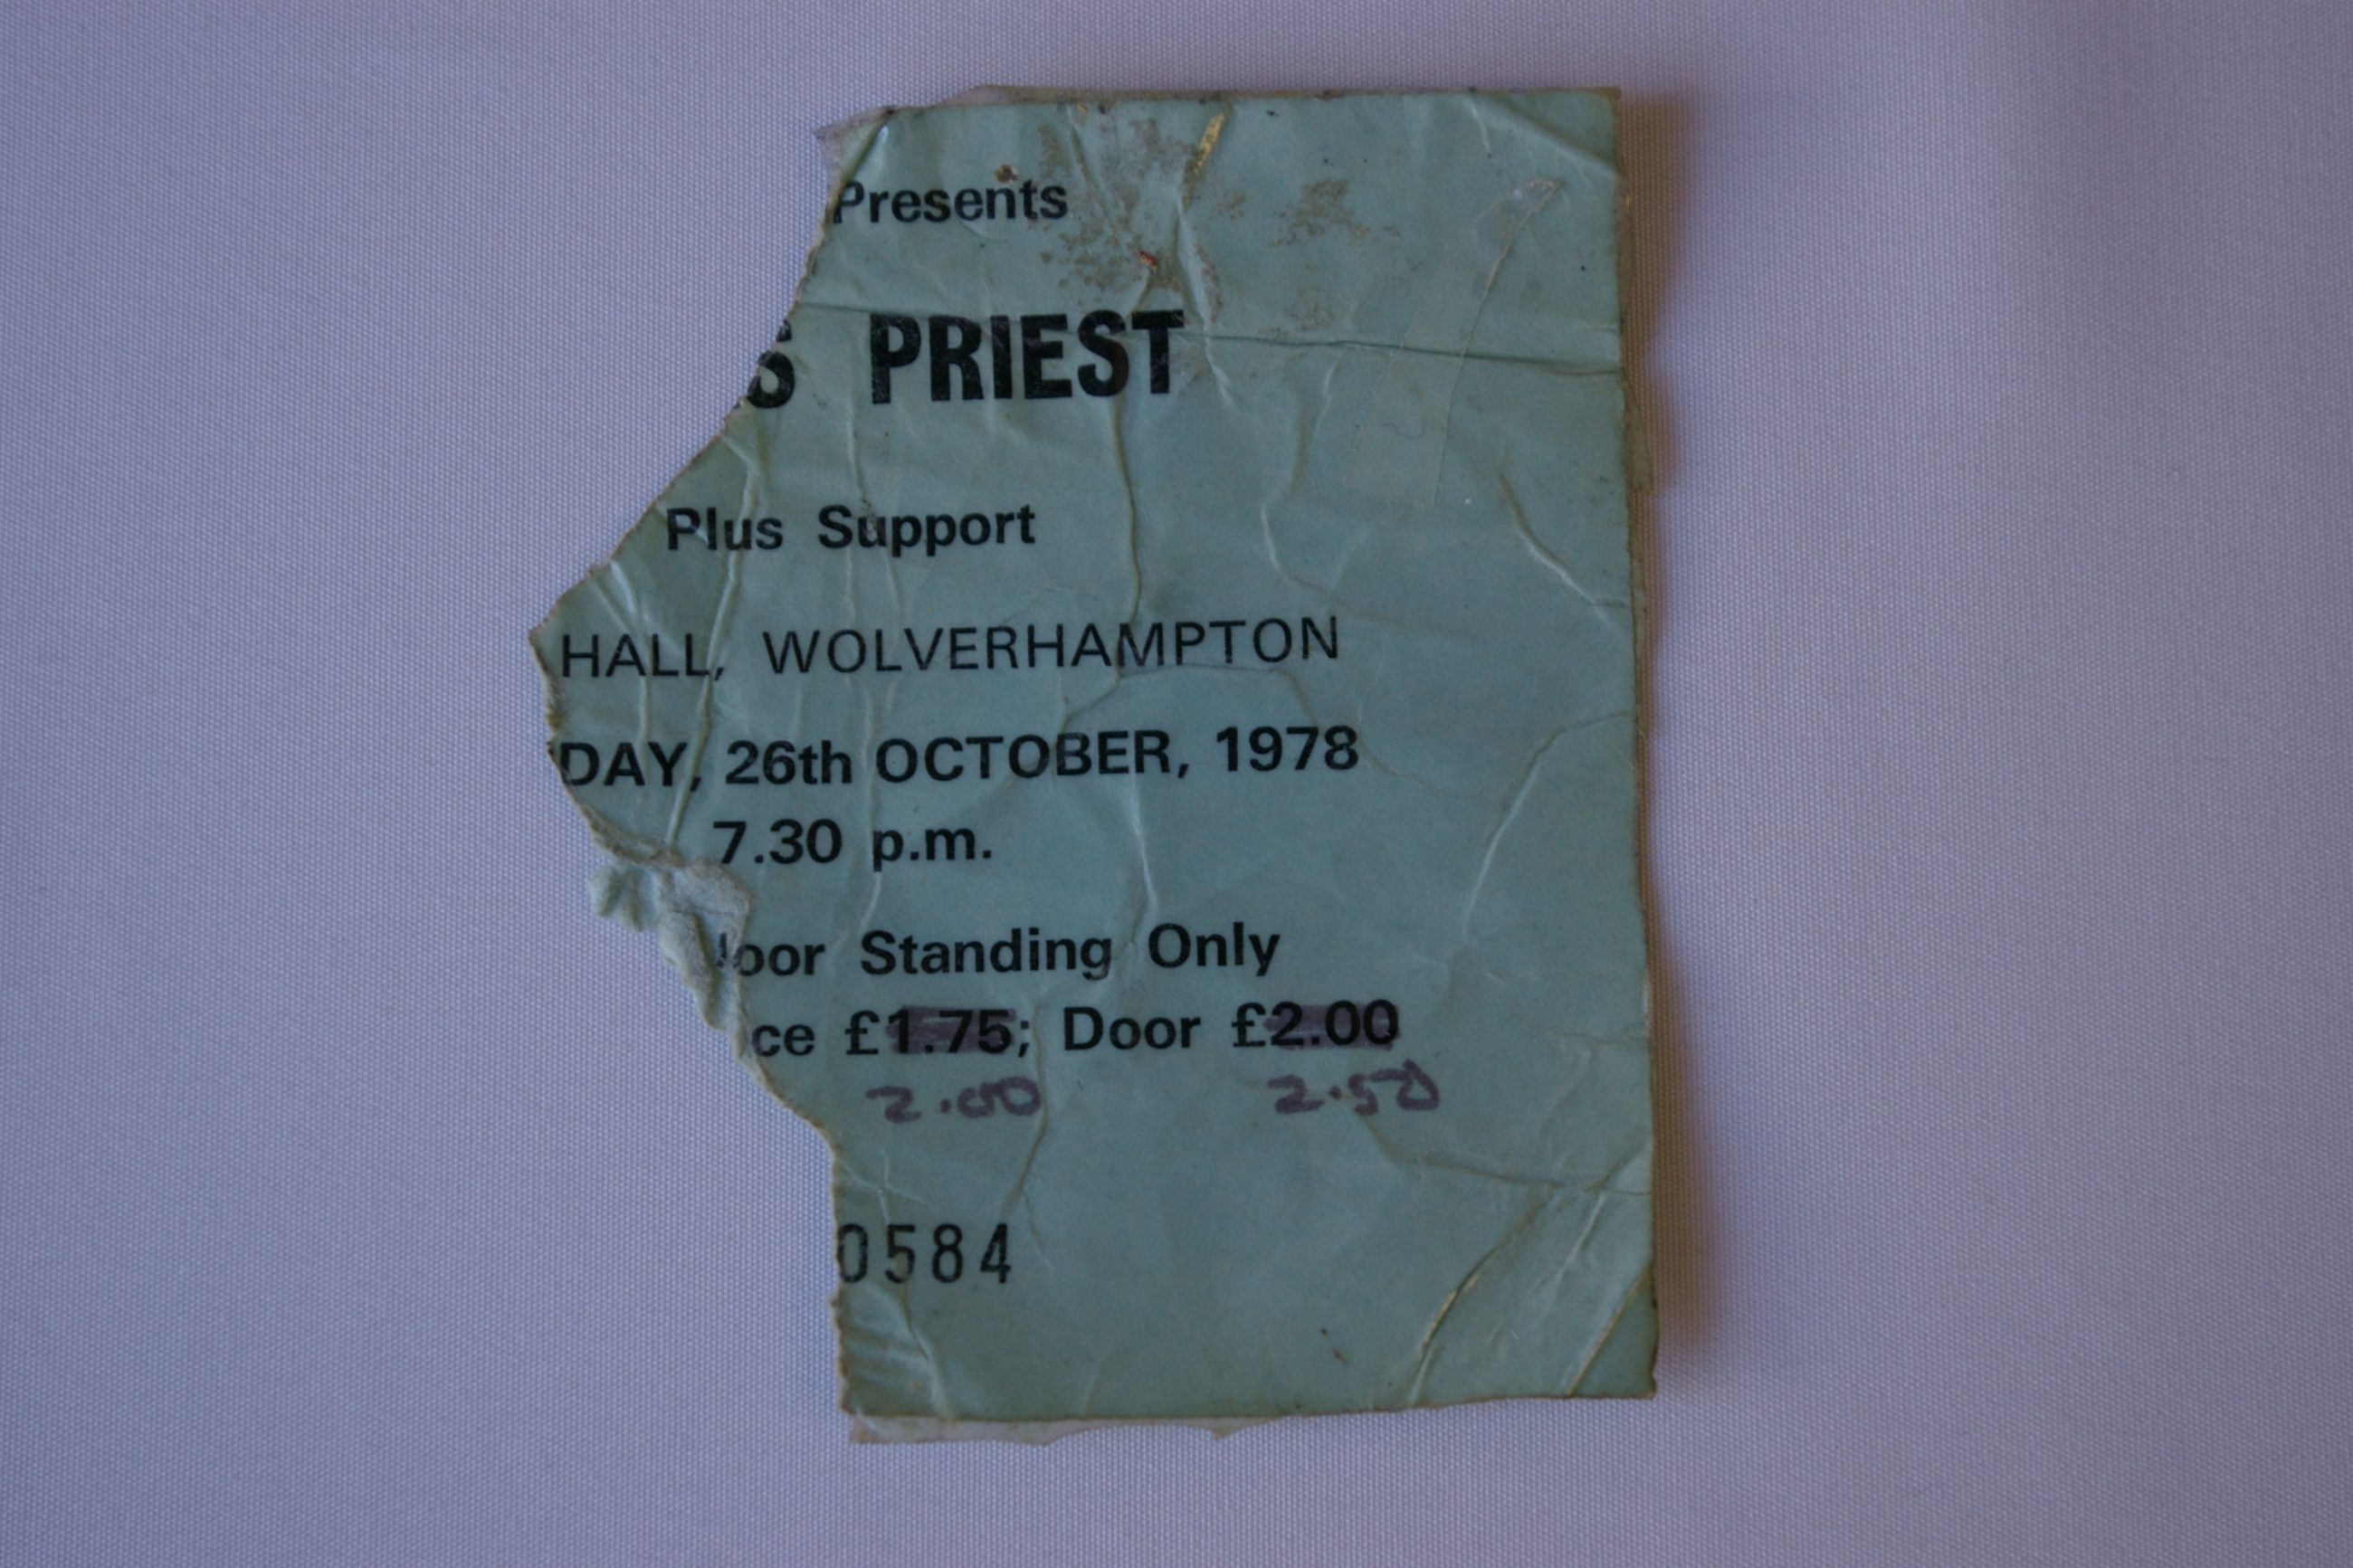 Presents
S PRIEST
Plus Support
HALL, WOLVERHAMPTON
DAY, 26th OCTOBER, 1978
7.30 p.m.
loor Standing Only
ce £1.75; Door £2.00
2.00 2.50
0584